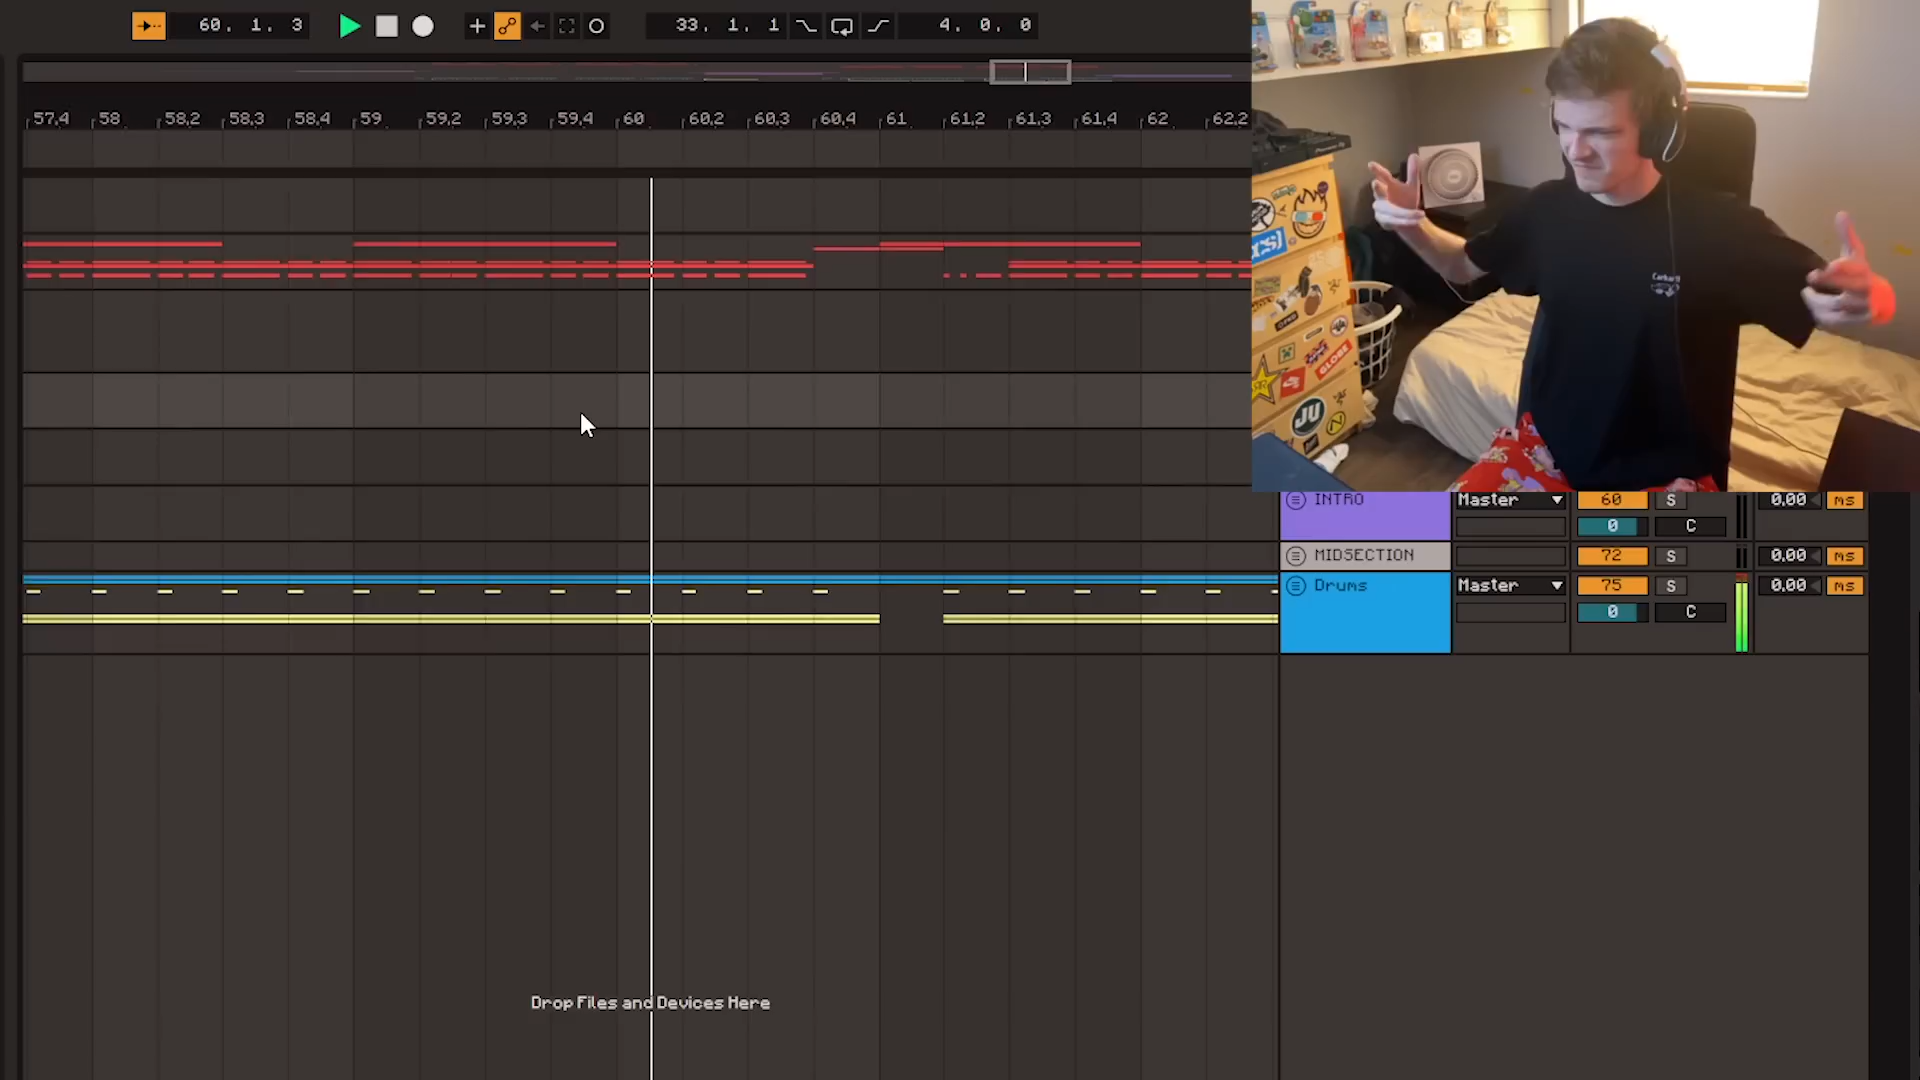 60. 1. 3
33. 1. 1
4. 0. 0
57.4 58 58.2 58.3 58.4 59 59.2 59.3 59.4 60 60.2 60.3 60.4 61 61.2 61.3 61.4 62 62.2
Carhartt
GLOBE
JU
INTRO Master 60 S 0.00 ms
0 C
MIDSECTION 72 S 0.00 ms
Drums Master 75 S 0.00 ms
0 C
Drop Files and Devices Here